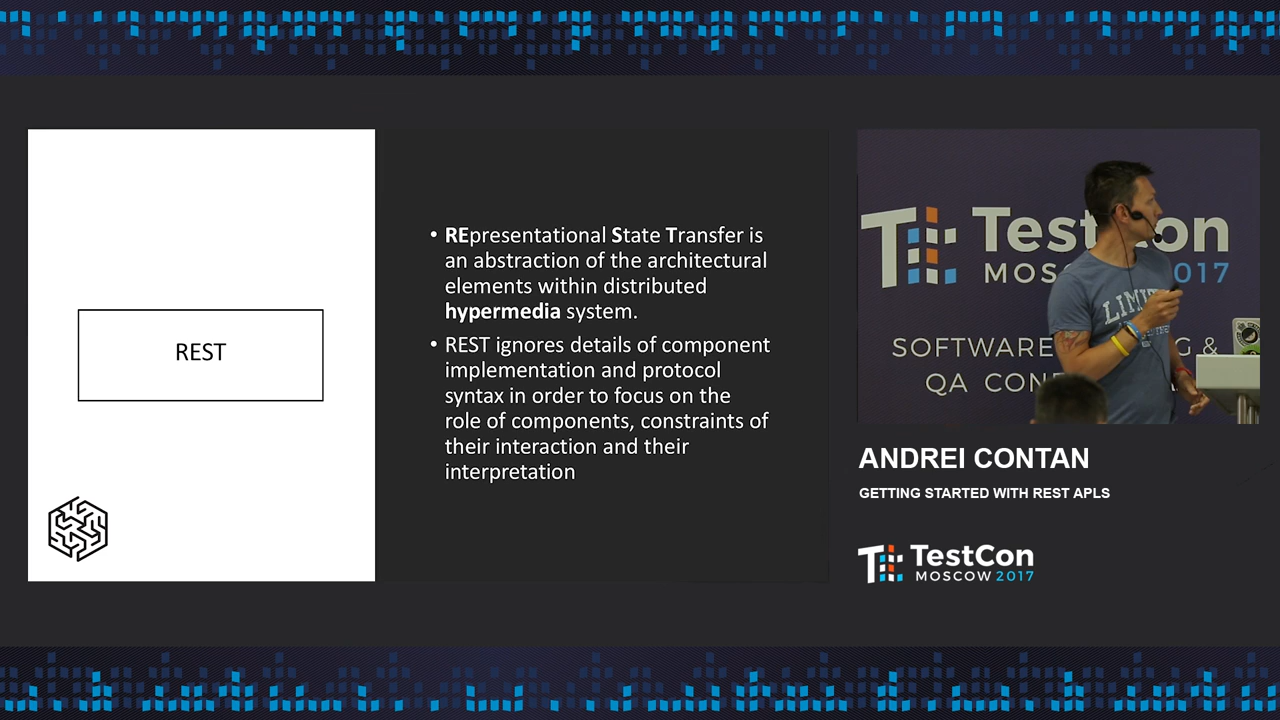 REST
• REpresentational State Transfer is
an abstraction of the architectural
elements within distributed
hypermedia system.
• REST ignores details of component
implementation and protocol
syntax in order to focus on the
role of components, constraints of
their interaction and their
interpretation
TestCon
MOSC 2017
SOFTWARE G &
QA CON
LIMIT
ANDREI CONTAN
GETTING STARTED WITH REST APLS
TestCon
MOSCOW 2017